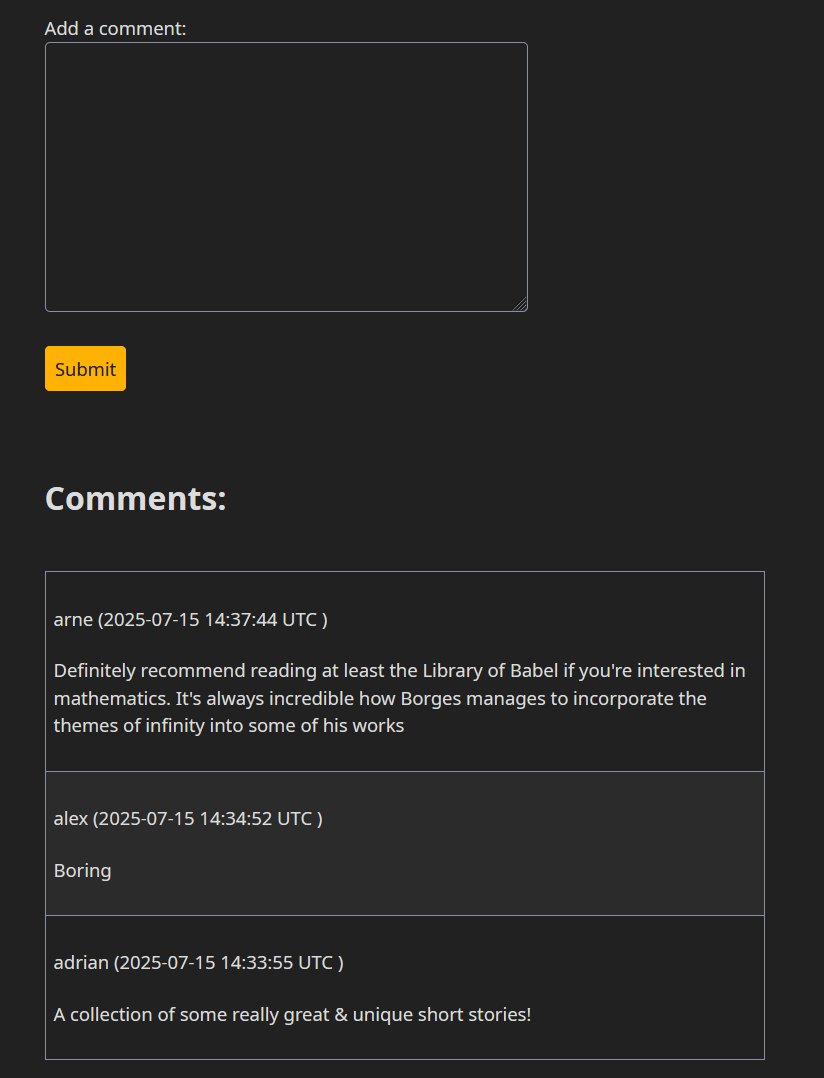 Add a comment:
Submit
Comments:
arne (2025-07-15 14:37:44 UTC )
Definitely recommend reading at least the Library of Babel if you're interested in
mathematics. It's always incredible how Borges manages to incorporate the
themes of infinity into some of his works
alex (2025-07-15 14:34:52 UTC )
Boring
adrian (2025-07-15 14:33:55 UTC )
A collection of some really great & unique short stories!